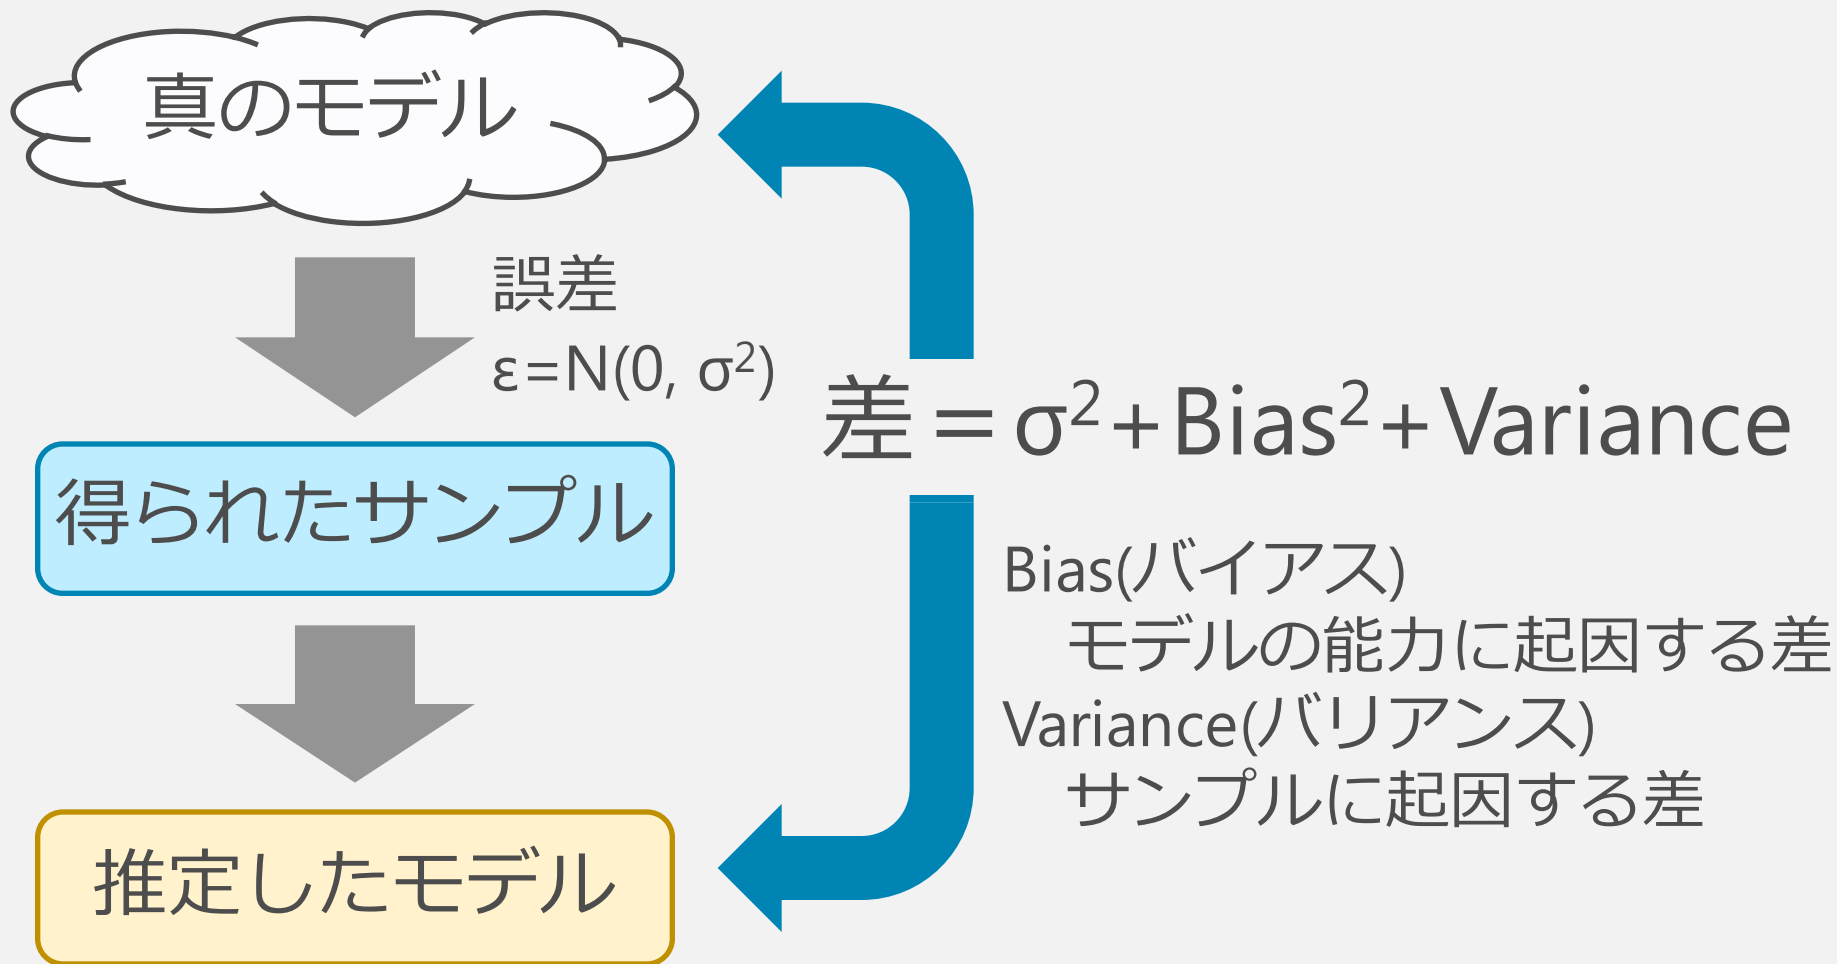 真のモデル
誤差
ε=N(0, σ²)
得られたサンプル
推定したモデル
差＝σ²+Bias²+Variance
Bias(バイアス)
モデルの能力に起因する差
Variance(バリアンス)
サンプルに起因する差